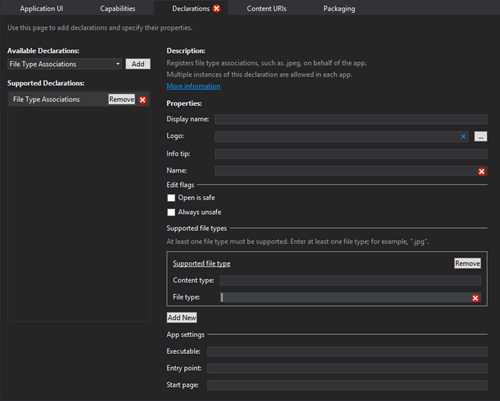 Application UI
Capabilities
Declarations
Content URIs
Packaging
Use this page to add declarations and specify their properties.
Available Declarations:
File Type Associations
Add
Supported Declarations:
File Type Associations
Remove
Description:
Registers file type associations, such as .jpeg, on behalf of the app.
Multiple instances of this declaration are allowed in each app.
More information
Properties:
Display name:
Logo:
...
Info tip:
Name:
Edit flags
Open is safe
Always unsafe
Supported file types
At least one file type must be supported. Enter at least one file type; for example, ".jpg".
Supported file type
Remove
Content type:
File type:
Add New
App settings
Executable:
Entry point:
Start page: